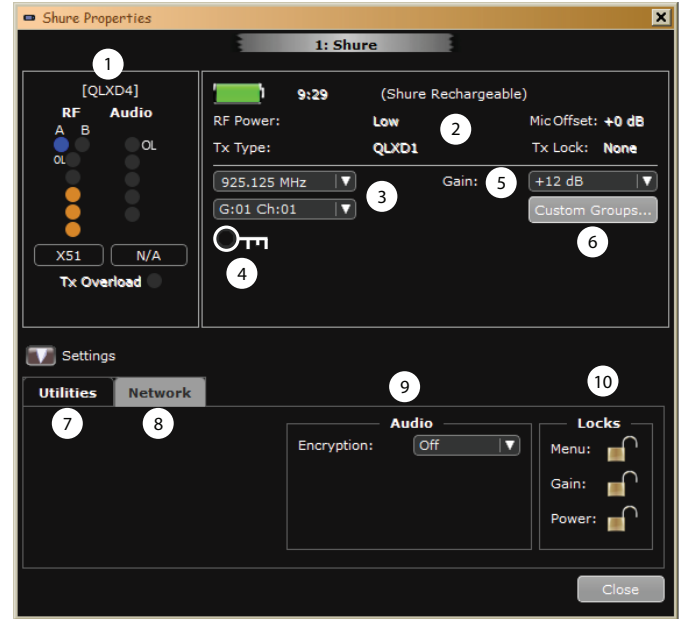 Shure Properties
1: Shure
1
[QLXD4]
RF Audio
A B
OL
OL
X51 N/A
Tx Overload
9:29 (Shure Rechargeable)
RF Power: Low 2 Mic Offset: +0 dB
Tx Type: QLXD1 Tx Lock: None
925.125 MHz 3 Gain: 5 +12 dB
G:01 Ch:01 Custom Groups...
4 6
Settings
Utilities Network
7 8
9
Audio
Encryption: Off
10
Locks
Menu:
Gain:
Power:
Close